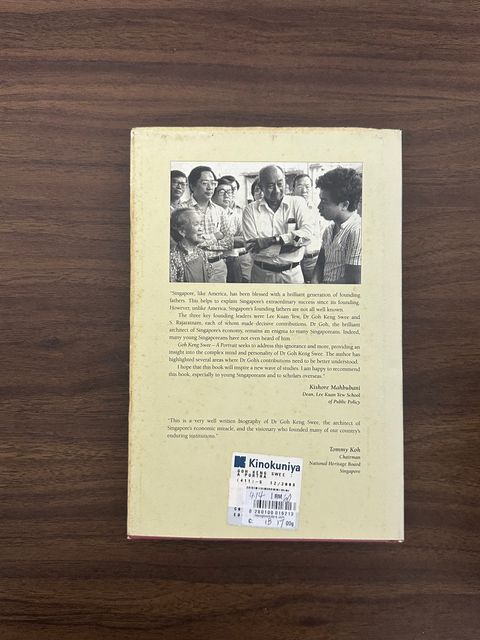 "Singapore, like America, has been blessed with a brilliant generation of founding
fathers. This helps to explain Singapore's extraordinary success since its founding.
However, unlike America, Singapore's founding fathers are not all well known.
The three key founding leaders were Lee Kuan Yew, Dr Goh Keng Swee and
S. Rajaratnam, each of whom made decisive contributions. Dr Goh, the brilliant
architect of Singapore's economy, remains an enigma to many Singaporeans. Indeed,
many young Singaporeans have not even heard of him.
Goh Keng Swee – A Portrait seeks to address this ignorance and more, providing an
insight into the complex mind and personality of Dr Goh Keng Swee. The author has
highlighted several areas where Dr Goh's contributions need to be better understood.
I hope that this book will inspire a new wave of studies. I am happy to recommend
this book, especially to young Singaporeans and to scholars overseas."
Kishore Mahbubani
Dean, Lee Kuan Yew School
of Public Policy
"This is a very well written biography of Dr Goh Keng Swee, the architect of
Singapore's economic miracle, and the visionary who founded many of our country's
enduring institutions."
Tommy Koh
Chairman
National Heritage Board
Singapore
Kinokuniya
GOH KENG SWEE :
A PORT
12/2008